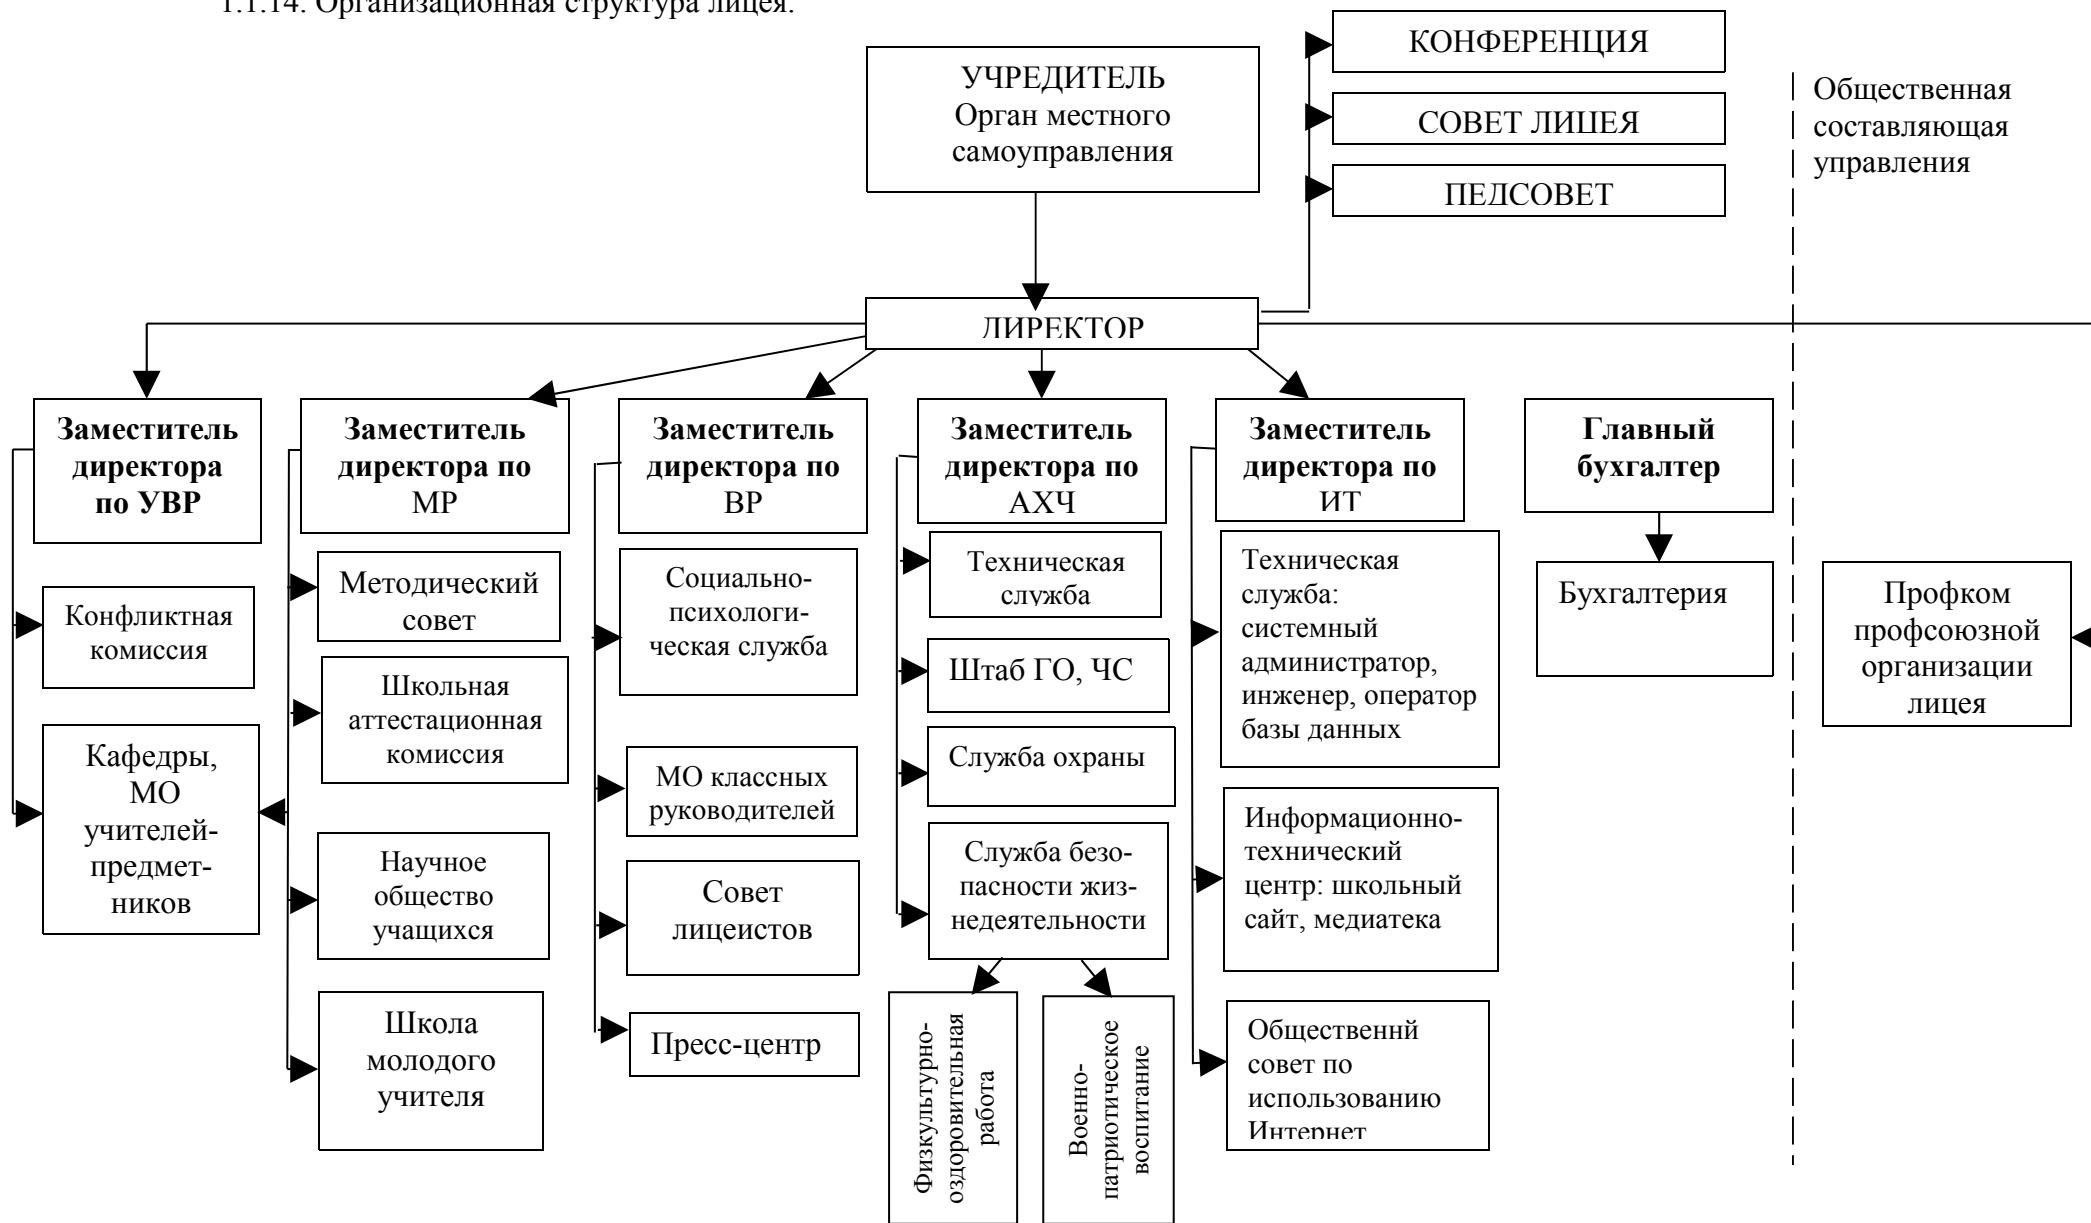 1.1.14. Организационная структура лицея.
КОНФЕРЕНЦИЯ
СОВЕТ ЛИЦЕЯ
ПЕДСОВЕТ
УЧРЕДИТЕЛЬ
Орган местного
самоуправления
Общественная
составляющая
управления
ДИРЕКТОР
Заместитель
директора
по УВР
Заместитель
директора по
МР
Заместитель
директора по
ВР
Заместитель
директора по
АХЧ
Заместитель
директора по
ИТ
Главный
бухгалтер
Конфликтная
комиссия
Кафедры,
МО
учителей-
предмет-
ников
Методический
совет
Школьная
аттестационная
комиссия
Научное
общество
учащихся
Школа
молодого
учителя
Социально-
психологи-
ческая служба
МО классных
руководителей
Совет
лицеистов
Пресс-центр
Техническая
служба
Штаб ГО, ЧС
Служба охраны
Служба безо-
пасности жиз-
недеятельности
Физкультурно-
оздоровительная
работа
Военно-
патриотическое
воспитание
Техническая
служба:
системный
администратор,
инженер, оператор
базы данных
Информационно-
технический
центр: школьный
сайт, медиатека
Общественнй
совет по
использованию
Интернет
Бухгалтерия
Профком
профсоюзной
организации
лицея